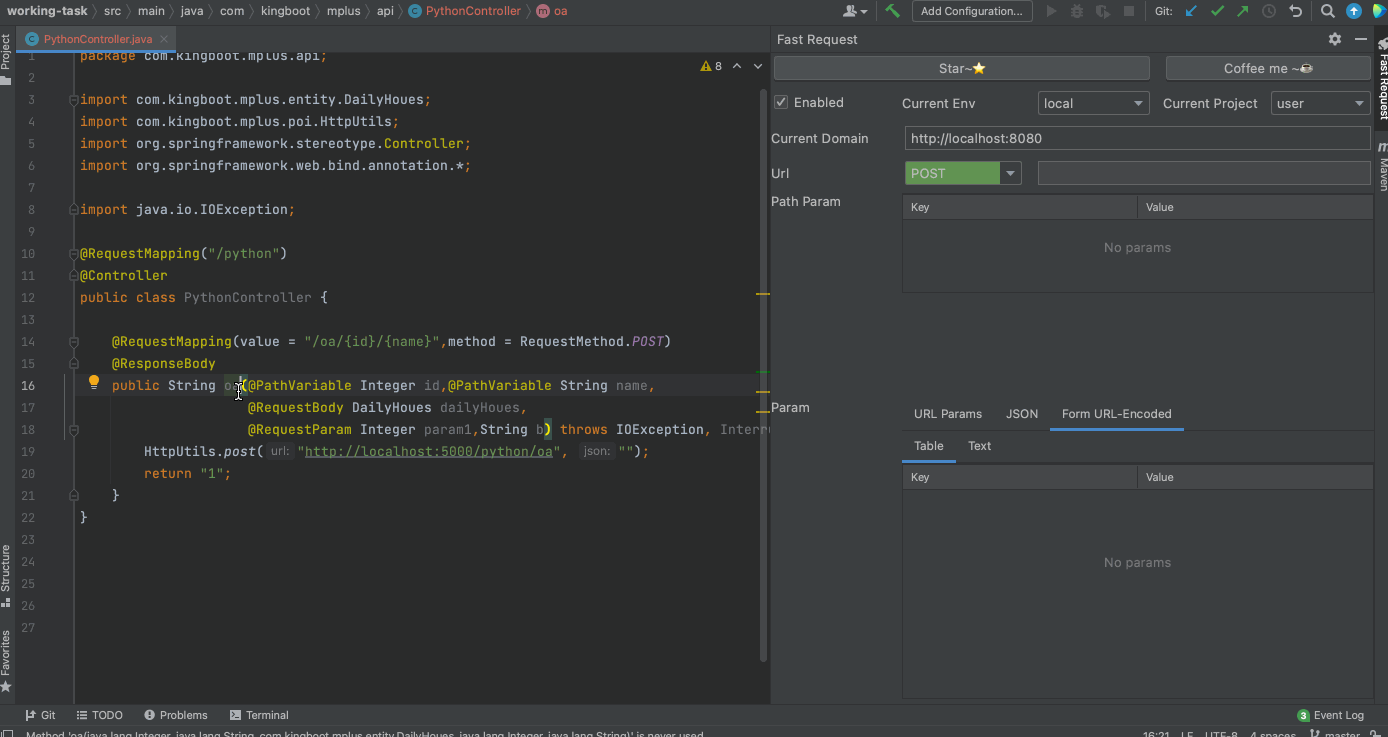 working-task 〉 src 〉 main 〉 java 〉 com 〉 kingboot 〉 mplus 〉 api 〉 C PythonController 〉 m oa
Add Configuration...
Git:
Project
C PythonController.java ×
8
1 package com.kingboot.mplus.api;
2
3 import com.kingboot.mplus.entity.DailyHoues;
4 import com.kingboot.mplus.poi.HttpUtils;
5 import org.springframework.stereotype.Controller;
6 import org.springframework.web.bind.annotation.*;
7
8 import java.io.IOException;
9
10 @RequestMapping("/python")
11 @Controller
12 public class PythonController {
13
14 @RequestMapping(value = "/oa/{id}/{name}",method = RequestMethod.POST)
15 @ResponseBody
16 public String oa(@PathVariable Integer id,@PathVariable String name,
17 @RequestBody DailyHoues dailyHoues,
18 @RequestParam Integer param1,String b) throws IOException, Interr
19 HttpUtils.post( url: "http://localhost:5000/python/oa", json: "");
20 return "1";
21 }
22 }
23
24
25
26
27
Structure
Favorites
Fast Request
Star~⭐
Coffee me ~☕
Enabled
Current Env
local
Current Project
user
Current Domain
http://localhost:8080
Url
POST
Path Param
Key
Value
No params
Param
URL Params
JSON
Form URL-Encoded
Table
Text
Key
Value
No params
Fast Request
m Maven
Git
TODO
Problems
Terminal
3 Event Log
Method 'oa(java.lang.Integer, java.lang.String, com.kingboot.mplus.entity.DailyHoues, java.lang.Integer, java.lang.String)' is never used
16:21 LF UTF-8 4 spaces master